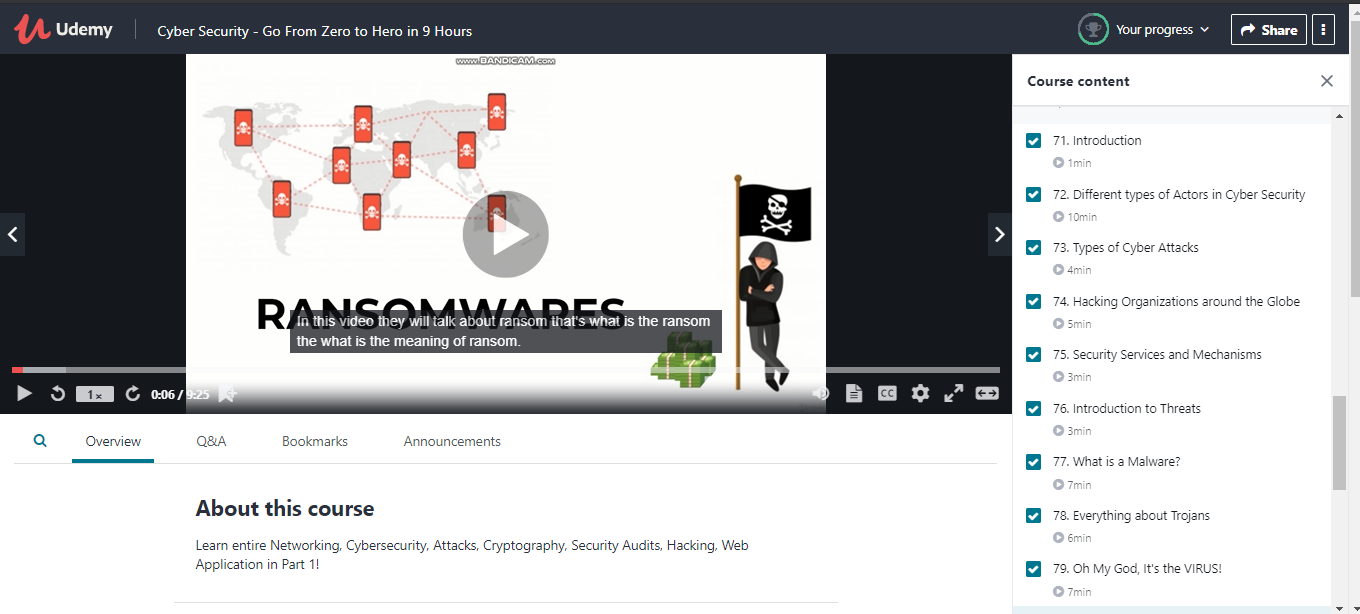 Udemy
Cyber Security - Go From Zero to Hero in 9 Hours
Your progress
Share
www.BANDICAM.com
RANSOMWARES
In this video they will talk about ransom that's what is the ransom
the what is the meaning of ransom.
1x
0:06 / 9:25
CC
Overview
Q&A
Bookmarks
Announcements
About this course
Learn entire Networking, Cybersecurity, Attacks, Cryptography, Security Audits, Hacking, Web
Application in Part 1!
Course content
71. Introduction
1min
72. Different types of Actors in Cyber Security
10min
73. Types of Cyber Attacks
4min
74. Hacking Organizations around the Globe
5min
75. Security Services and Mechanisms
3min
76. Introduction to Threats
3min
77. What is a Malware?
7min
78. Everything about Trojans
6min
79. Oh My God, It's the VIRUS!
7min